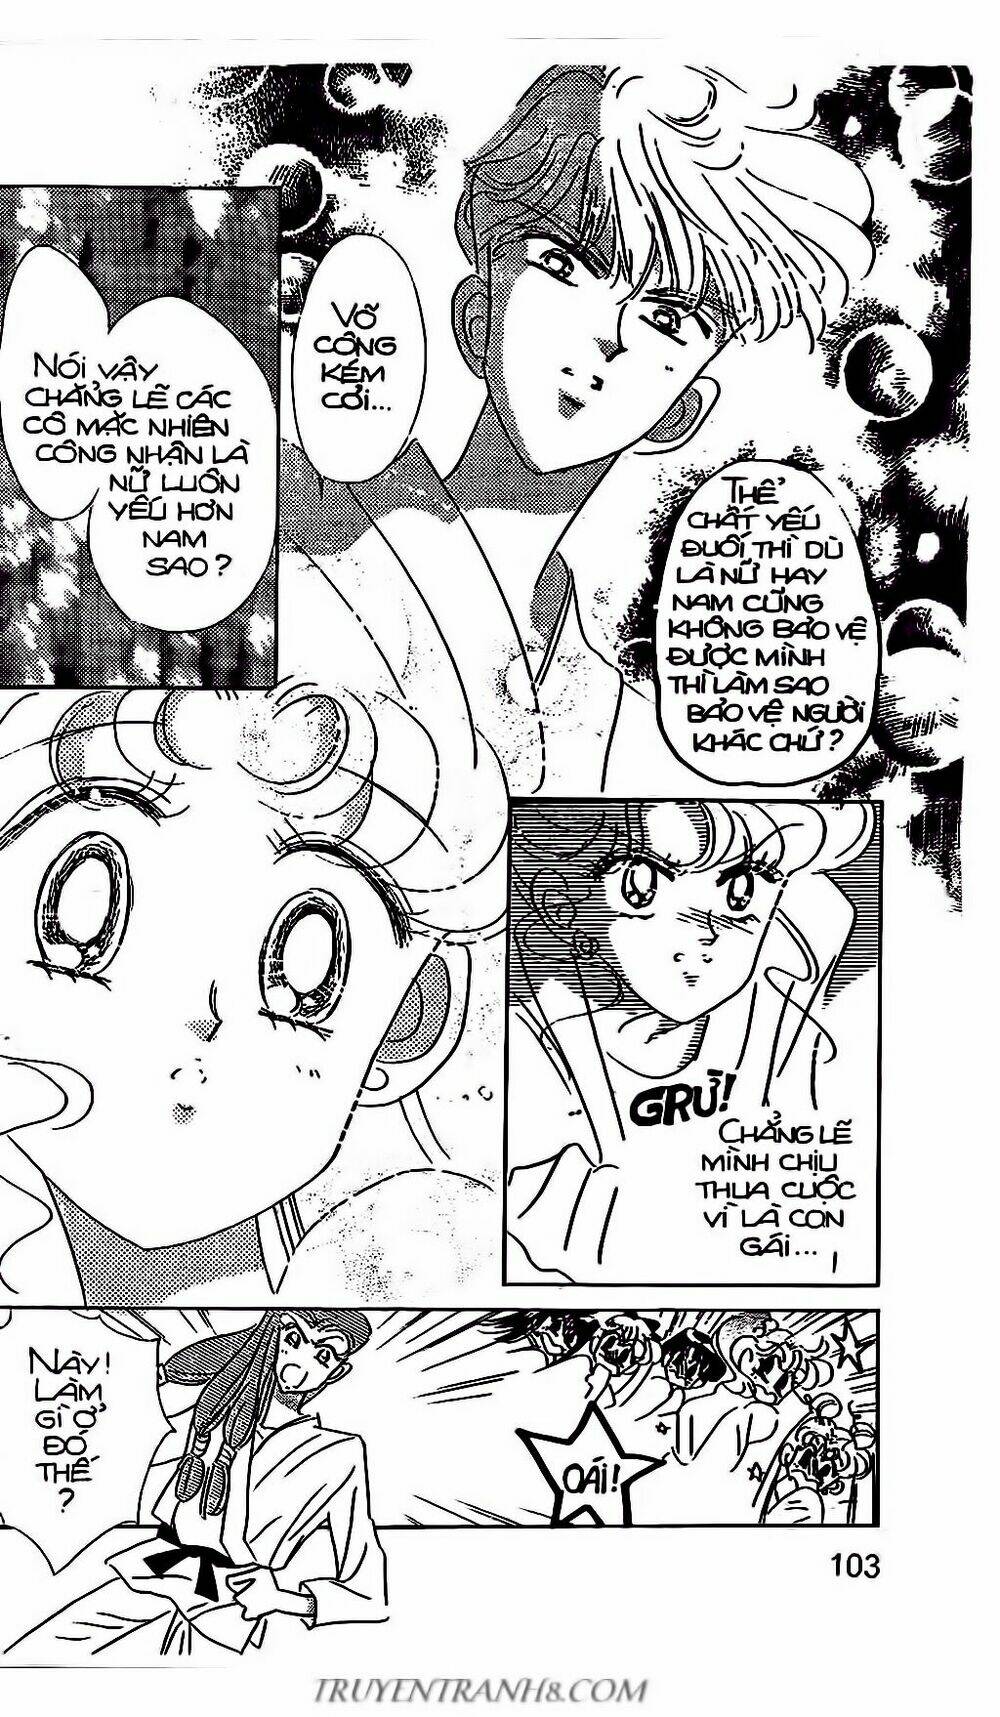 VÕ
CÔNG
KÉM
CỎI...
NÓI VẬY
CHẲNG LẼ CÁC
CÔ MẶC NHIÊN
CÔNG NHẬN LÀ
NỮ LUÔN
YẾU HƠN
NAM
SAO?
THỂ
CHẤT YẾU
ĐUỐI THÌ DÙ
LÀ NỮ HAY
NAM CŨNG
KHÔNG BẢO VỆ
ĐƯỢC MÌNH
THÌ LÀM SAO
BẢO VỆ NGƯỜI
KHÁC CHỨ?
GRỪ!
CHẲNG LẼ
MÌNH CHỊU
THUA CUỘC
VÌ LÀ CON
GÁI...
NÀY!
LÀM
GÌ Ở
ĐÓ
THẾ
?
OÁI!
103
TRUYENTRANH8.COM